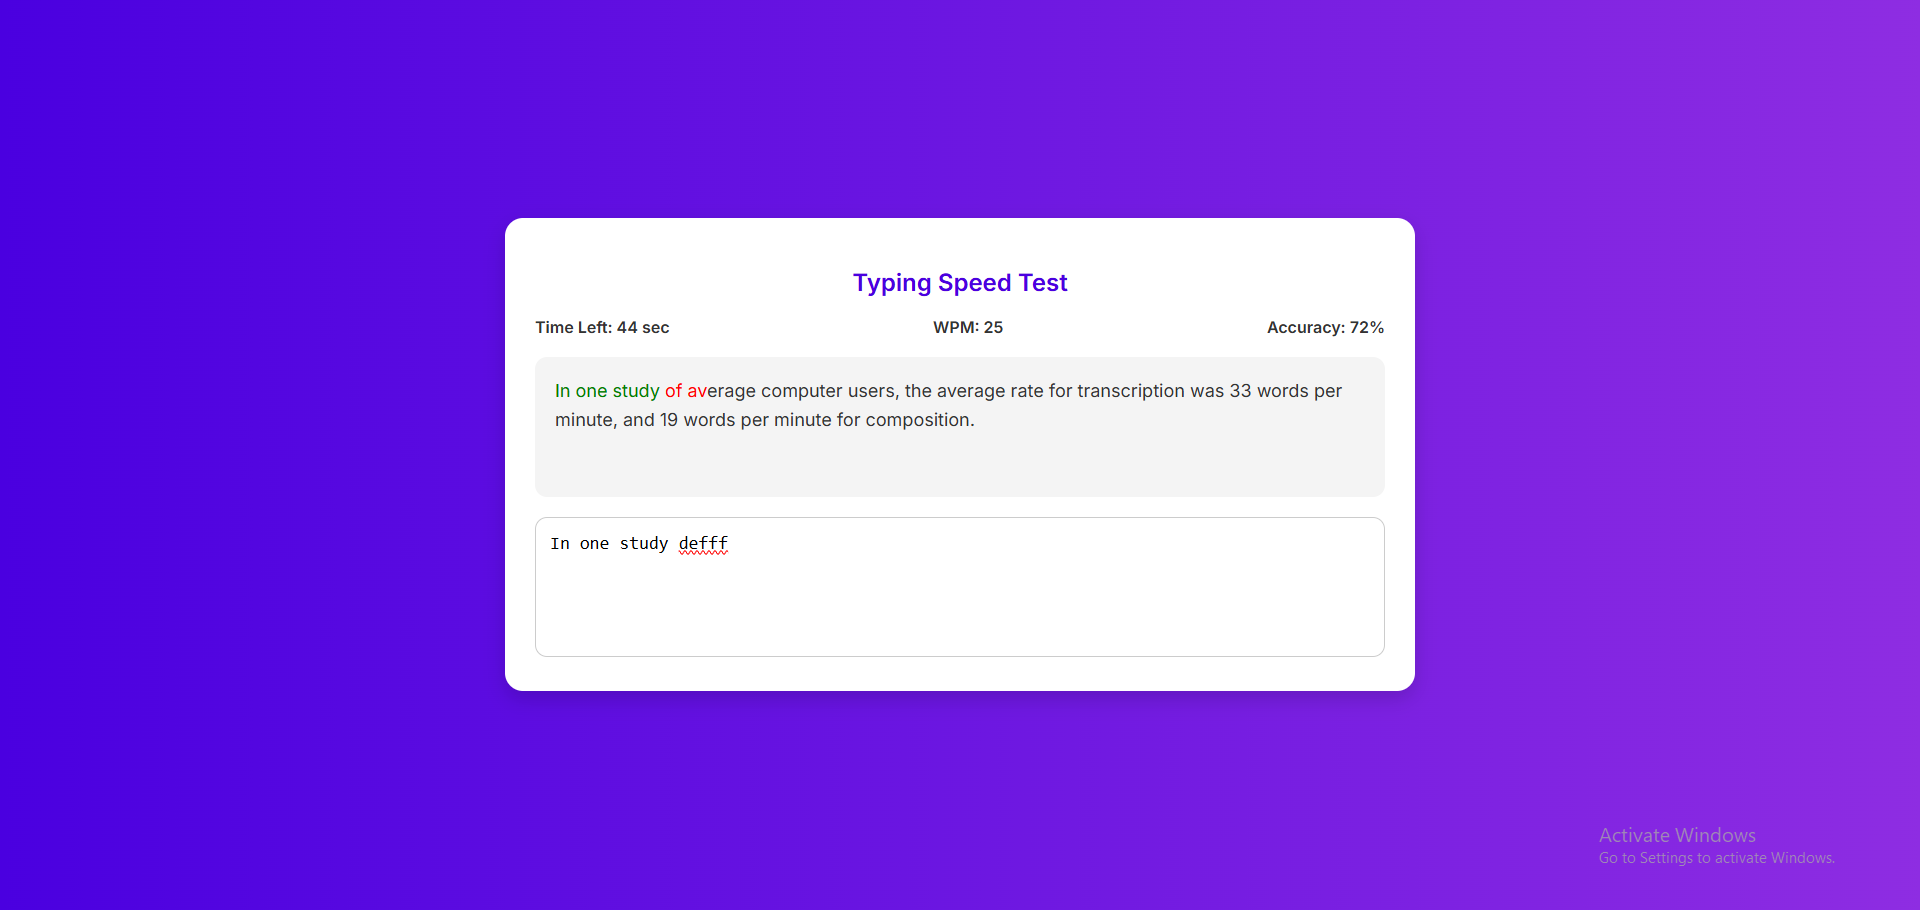 Typing Speed Test
Time Left: 44 sec WPM: 25 Accuracy: 72%
In one study of average computer users, the average rate for transcription was 33 words per
minute, and 19 words per minute for composition.
In one study defff
Activate Windows
Go to Settings to activate Windows.